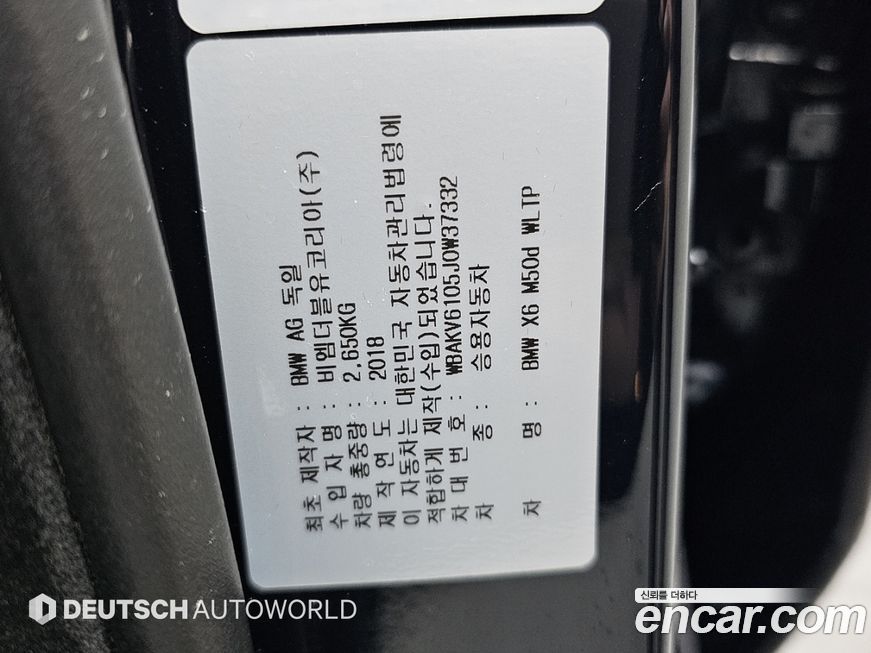 최초 제작자 : BMW AG 독일
수 입 자 명 : 비엠더블유코리아(주)
차량 총중량 : 2,650KG
제 작 연 도 : 2018
이 자동차는 대한민국 자동차관리법령에
적합하게 제작(수입)되었습니다.
차 대 번 호 : WBAKV6105J0W37332
차 종 : 승용자동차
차 명 : BMW X6 M50d WLTP
DEUTSCH AUTOWORLD
신뢰를 더하다
encar.com